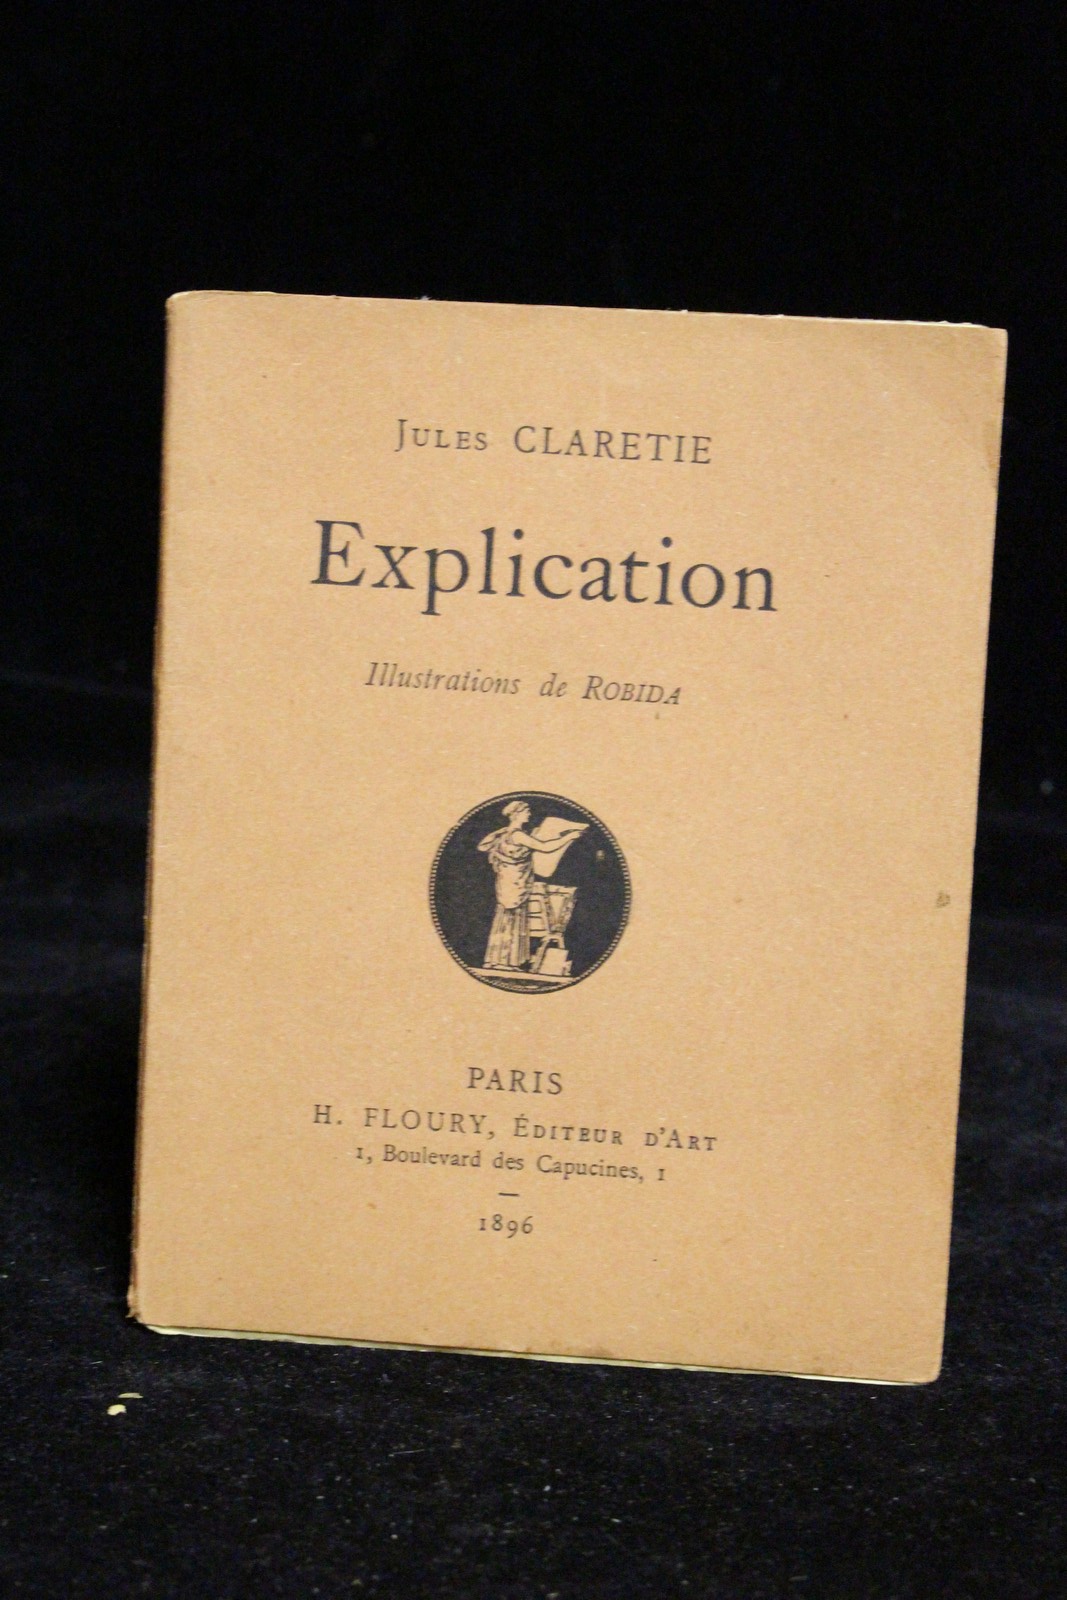 Jules CLARETIE
Explication
Illustrations de ROBIDA
PARIS
H. FLOURY, Éditeur d'Art
1, Boulevard des Capucines, 1
—
1896